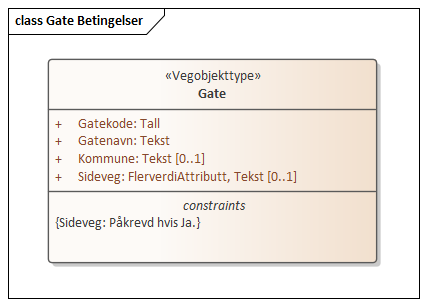 class Gate Betingelser
«Vegobjekttype»
Gate
+ Gatekode: Tall
+ Gatenavn: Tekst
+ Kommune: Tekst [0..1]
+ Sideveg: FlerverdiAttributt, Tekst [0..1]
constraints
{Sideveg: Påkrevd hvis Ja.}